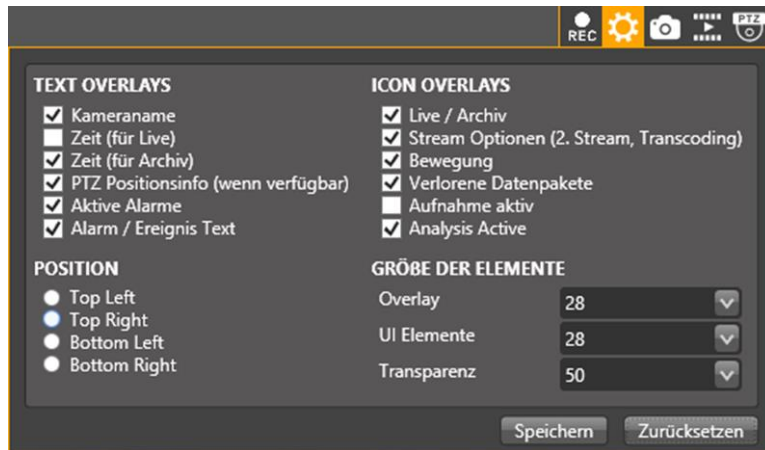 REC
PTZ
TEXT OVERLAYS
Kameraname
Zeit (für Live)
Zeit (für Archiv)
PTZ Positionsinfo (wenn verfügbar)
Aktive Alarme
Alarm / Ereignis Text
ICON OVERLAYS
Live / Archiv
Stream Optionen (2. Stream, Transcoding)
Bewegung
Verlorene Datenpakete
Aufnahme aktiv
Analysis Active
POSITION
Top Left
Top Right
Bottom Left
Bottom Right
GRÖßE DER ELEMENTE
Overlay 28
UI Elemente 28
Transparenz 50
Speichern Zurücksetzen